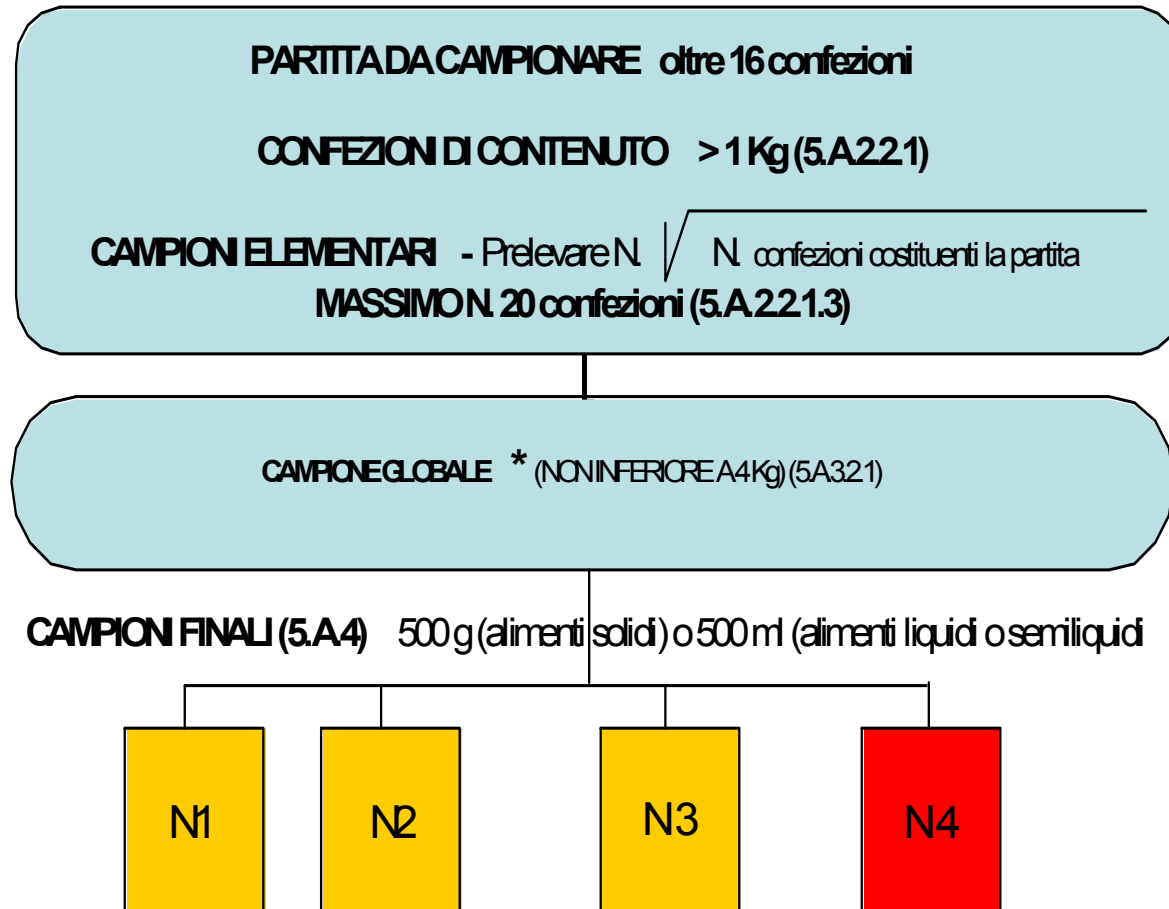 PARTITA DA CAMPIONARE oltre 16 confezioni
CONFEZIONI DI CONTENUTO > 1 Kg (5.A.2.2.1)
CAMPIONI ELEMENTARI - Prelevare N. √ N. confezioni costituenti la partita
MASSIMO N. 20 confezioni (5.A.2.2.1.3)
CAMPIONE GLOBALE * (NON INFERIORE A 4 Kg) (5.A.3.2.1)
CAMPIONI FINALI (5.A.4) 500 g (alimenti solidi) o 500 ml (alimenti liquidi o semiliquidi
N1 N2 N3 N4